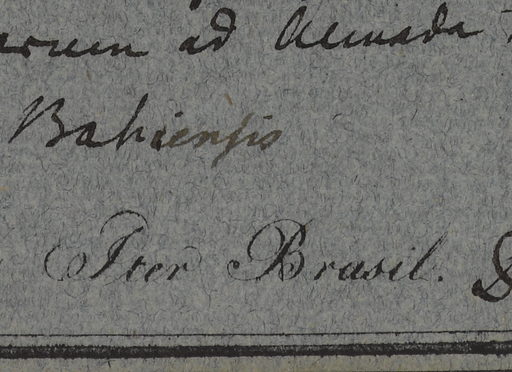 ad Almada
Bahiensis
Iter Brasil.